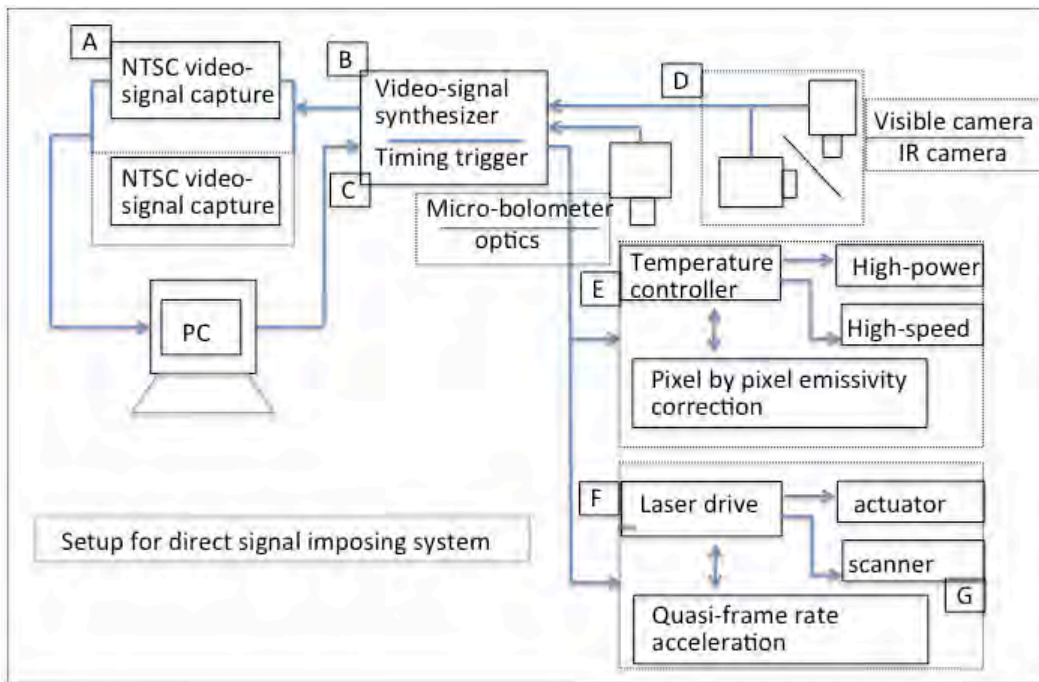 A
NTSC video-
signal capture
NTSC video-
signal capture
B
Video-signal
synthesizer
Timing trigger
C
D
Visible camera
IR camera
Micro-bolometer
optics
PC
E
Temperature
controller
High-power
High-speed
Pixel by pixel emissivity
correction
F
Laser drive
actuator
scanner
G
Quasi-frame rate
acceleration
Setup for direct signal imposing system